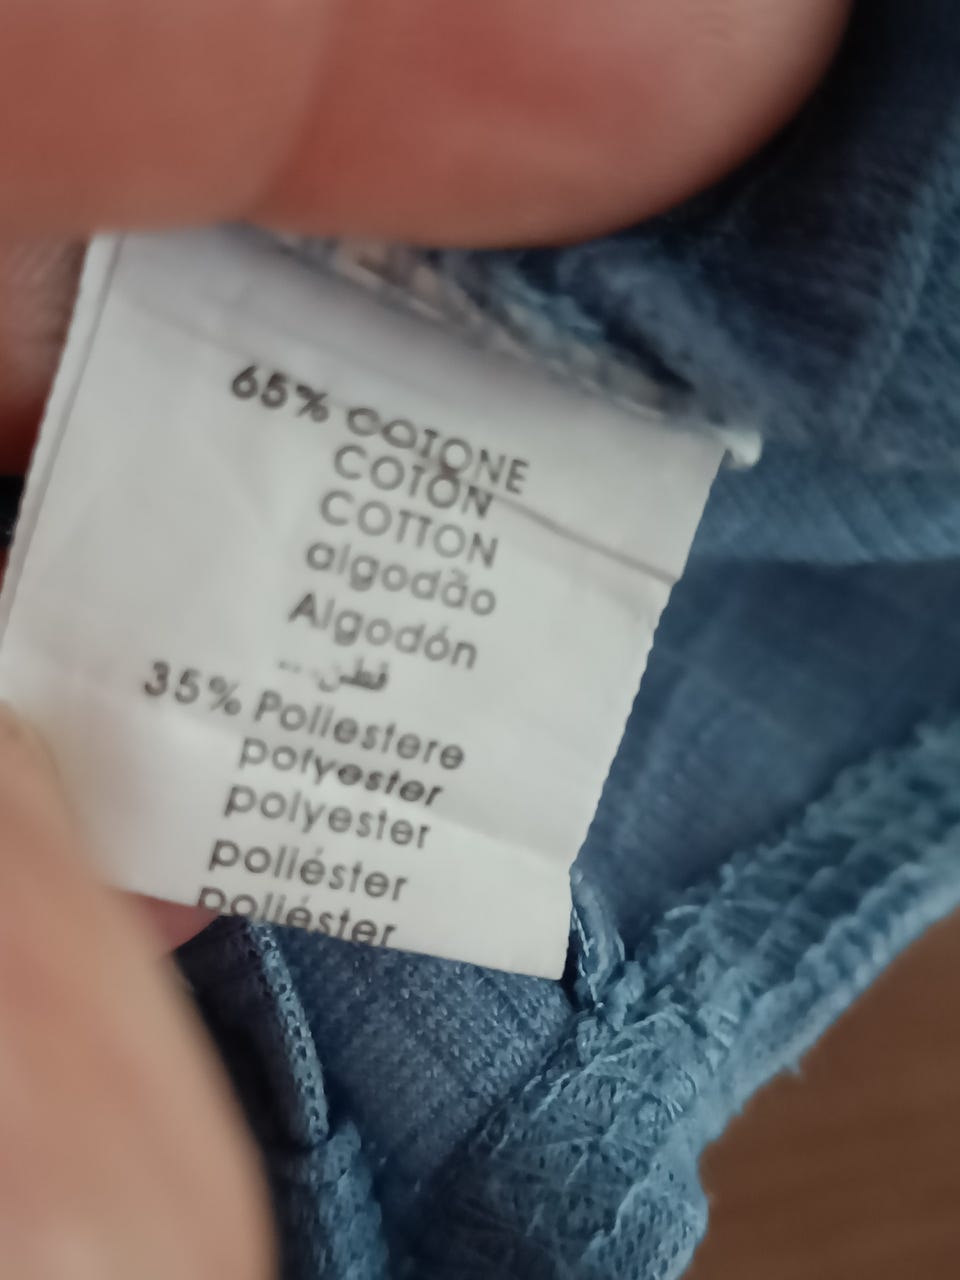 65% COTONE
COTON
COTTON
algodão
Algodón
قطن
35% Poliestere
polyester
polyester
poliéster
poliéster